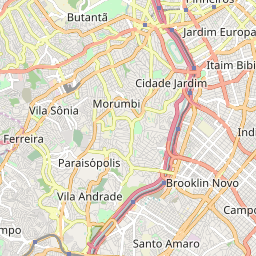 Pinheiros
Butantã
Jardim Europa
Itaim Bibi
Cidade Jardim
Morumbi
Vila Sônia
Ferreira
Indi
Paraisópolis
Brooklin Novo
Vila Andrade
Campo
mpo
Santo Amaro